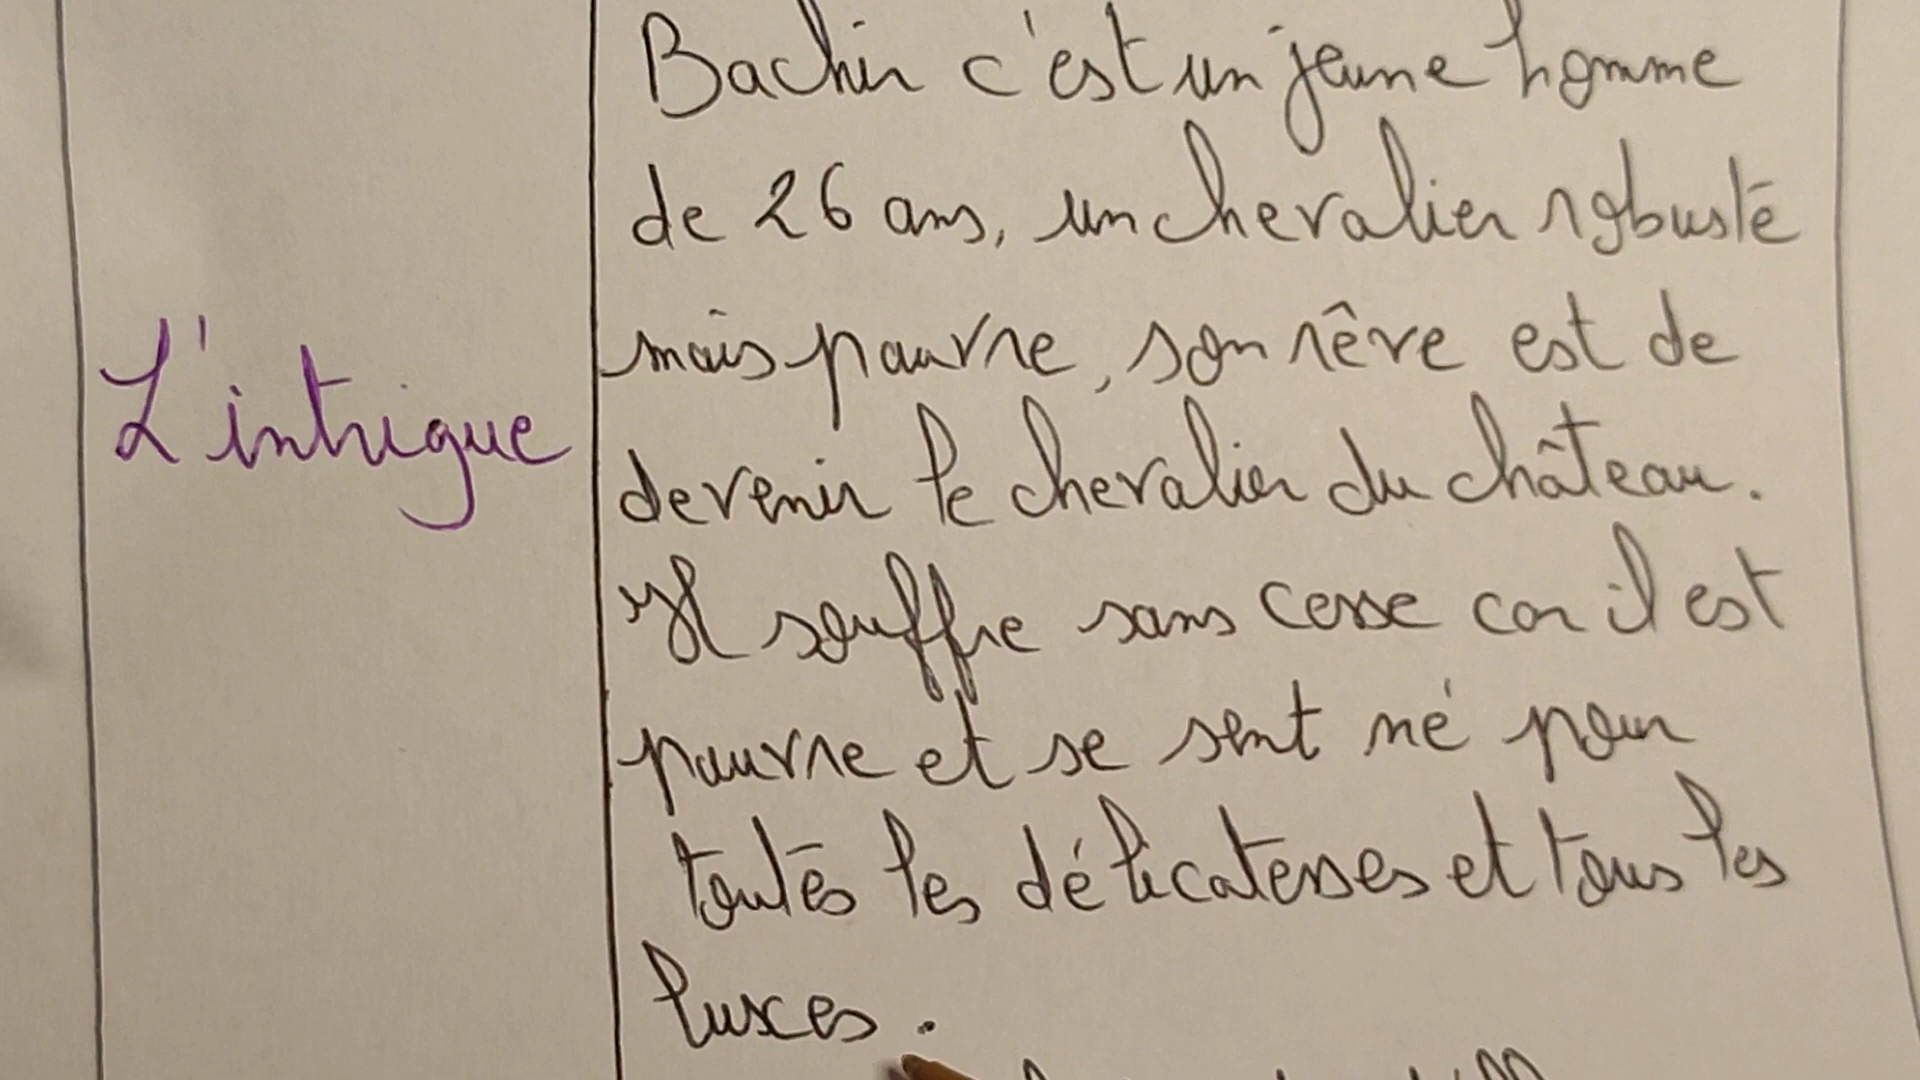 Bachir c'est un jeune homme
de 26 ans, un chevalier robuste
mais pauvre, son rêve est de
L'intrigue
devenir le chevalier du château.
Il souffre sans cesse car il est
pauvre et se sent né pour
toutes les délicatesses et tous les
luxes.